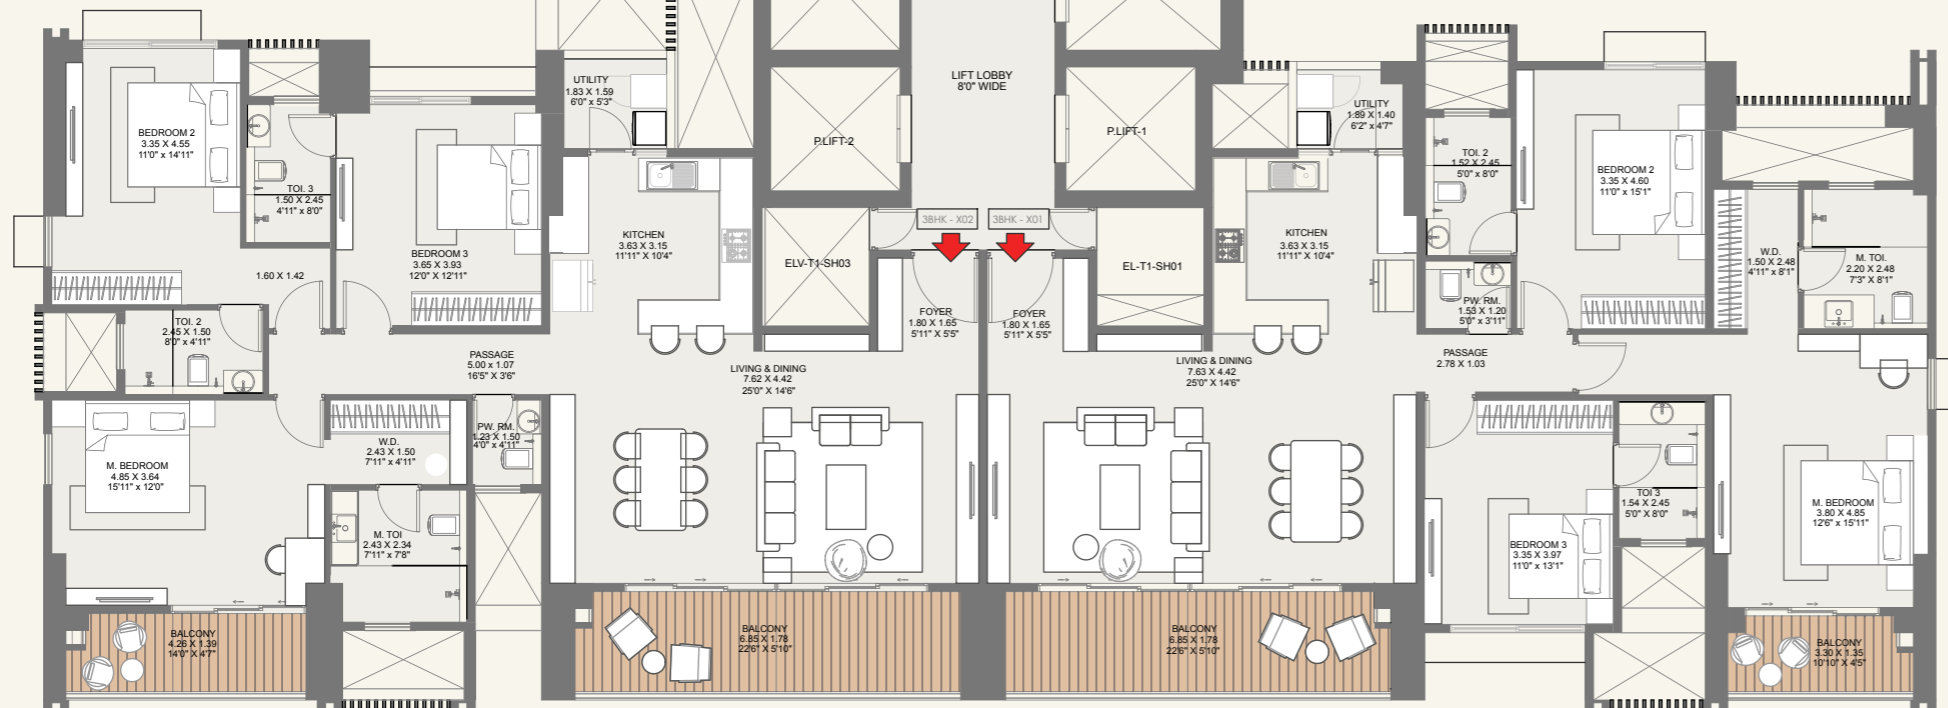 BEDROOM 2
3.35 X 4.55
11'0" x 14'11"
TOI. 3
1.50 X 2.45
4'11" x 8'0"
1.60 X 1.42
BEDROOM 3
3.65 X 3.93
12'0" X 12'11"
UTILITY
1.83 X 1.59
6'0" x 5'3"
KITCHEN
3.63 X 3.15
11'11" X 10'4"
TOI. 2
2.45 X 1.50
8'0" x 4'11"
PASSAGE
5.00 x 1.07
16'5" X 3'6"
M. BEDROOM
4.85 X 3.64
15'11" x 12'0"
W.D.
2.43 X 1.50
7'11" x 4'11"
PW. RM.
1.23 X 1.50
4'0" x 4'11"
M. TOI
2.43 X 2.34
7'11" x 7'8"
BALCONY
4.26 X 1.39
14'0" X 4'7"
LIVING & DINING
7.62 X 4.42
25'0" X 14'6"
BALCONY
6.85 X 1.78
22'6" X 5'10"
P.LIFT-2
ELV-T1-SH03
LIFT LOBBY
8'0" WIDE
3BHK - X02
3BHK - X01
FOYER
1.80 X 1.65
5'11" X 5'5"
FOYER
1.80 X 1.65
5'11" X 5'5"
P.LIFT-1
EL-T1-SH01
UTILITY
1.89 X 1.40
6'2" x 4'7"
KITCHEN
3.63 X 3.15
11'11" X 10'4"
LIVING & DINING
7.63 X 4.42
25'0" X 14'6"
BALCONY
6.85 X 1.78
22'6" X 5'10"
TOI. 2
1.52 X 2.45
5'0" x 8'0"
PW. RM.
1.53 X 1.20
5'0" x 3'11"
PASSAGE
2.78 X 1.03
BEDROOM 2
3.35 X 4.60
11'0" X 15'1"
W.D.
1.50 X 2.48
4'11" x 8'1"
M. TOI.
2.20 X 2.48
7'3" X 8'1"
TOI 3
1.54 X 2.45
5'0" X 8'0"
BEDROOM 3
3.35 X 3.97
11'0" x 13'1"
M. BEDROOM
3.80 X 4.85
12'6" x 15'11"
BALCONY
3.30 X 1.35
10'10" X 4'5"